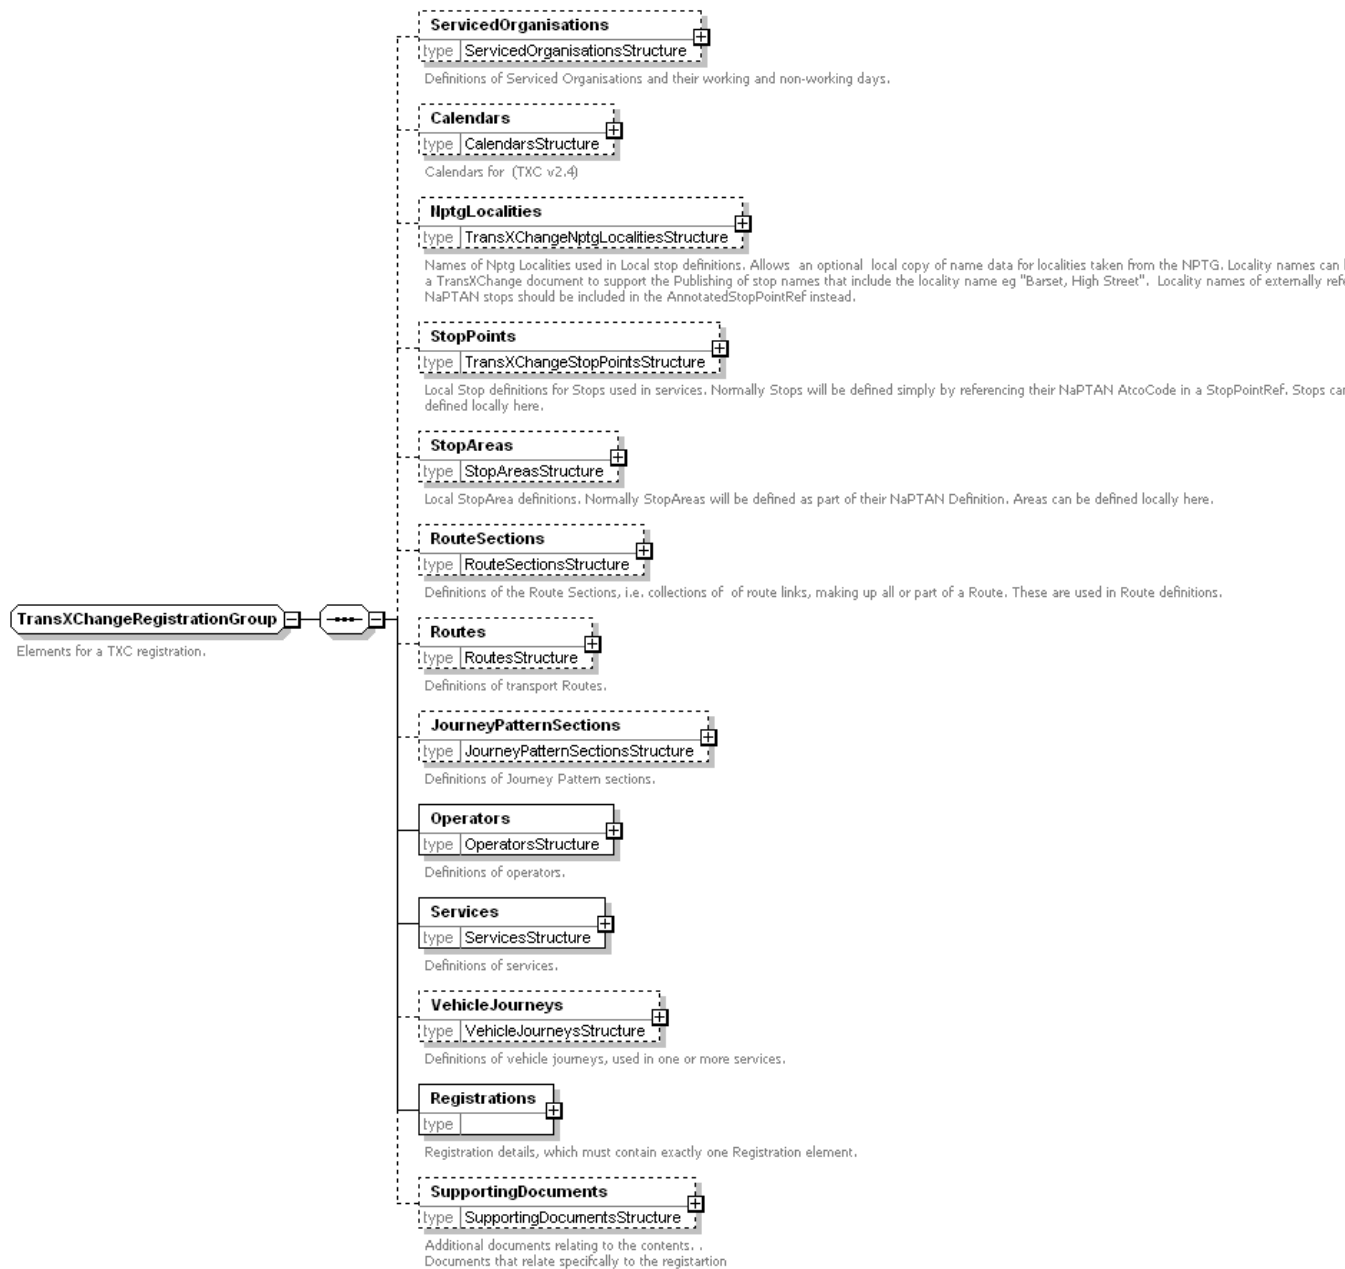 ServicedOrganisations
type ServicedOrganisationsStructure
Definitions of Serviced Organisations and their working and non-working days.
Calendars
type CalendarsStructure
Calendars for (TXC v2.4)
NptgLocalities
type TransXChangeNptgLocalitiesStructure
Names of Nptg Localities used in Local stop definitions. Allows an optional local copy of name data for localities taken from the NPTG. Locality names can
a TransXChange document to support the Publishing of stop names that include the locality name eg "Barset, High Street". Locality names of externally
NaPTAN stops should be included in the AnnotatedStopPointRef instead.
StopPoints
type TransXChangeStopPointsStructure
Local Stop definitions for Stops used in services. Normally Stops will be defined simply by referencing their NaPTAN AtcoCode in a StopPointRef. Stops
defined locally here.
StopAreas
type StopAreasStructure
Local StopArea definitions. Normally StopAreas will be defined as part of their NaPTAN Definition. Areas can be defined locally here.
RouteSections
type RouteSectionsStructure
Definitions of the Route Sections, i.e. collections of of route links, making up all or part of a Route. These are used in Route definitions.
TransXChangeRegistrationGroup
Elements for a TXC registration.
Routes
type RoutesStructure
Definitions of transport Routes.
JourneyPatternSections
type JourneyPatternSectionsStructure
Definitions of Journey Pattern sections.
Operators
type OperatorsStructure
Definitions of operators.
Services
type ServicesStructure
Definitions of services.
VehicleJourneys
type VehicleJourneysStructure
Definitions of vehicle journeys, used in one or more services.
Registrations
type
Registration details, which must contain exactly one Registration element.
SupportingDocuments
type SupportingDocumentsStructure
Additional documents relating to the contents. .
Documents that relate specifcally to the registartion